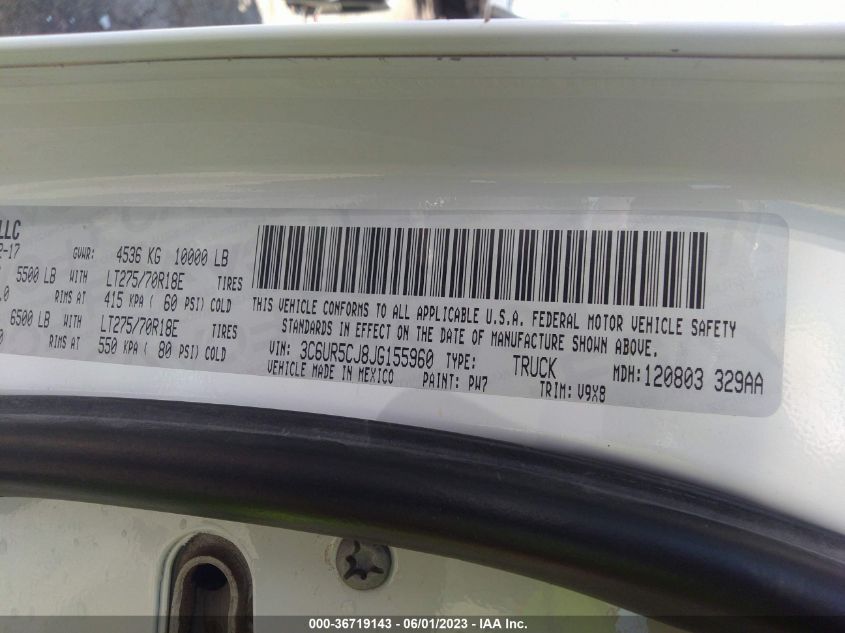 LLC
2-17 GVWR: 4536 KG 10000 LB
5500 LB WITH LT275/70R18E TIRES
.0 RIMS AT 415 KPA ( 60 PSI) COLD
6500 LB WITH LT275/70R18E TIRES
0 RIMS AT 550 KPA ( 80 PSI) COLD
THIS VEHICLE CONFORMS TO ALL APPLICABLE U.S.A. FEDERAL MOTOR VEHICLE SAFETY
STANDARDS IN EFFECT ON THE DATE OF MANUFACTURE SHOWN ABOVE.
VIN: 3C6UR5CJ8JG155960 TYPE: TRUCK MDH:120803 329AA
VEHICLE MADE IN MEXICO PAINT: PW7 TRIM: V9X8
000-36719143 - 06/01/2023 - IAA Inc.